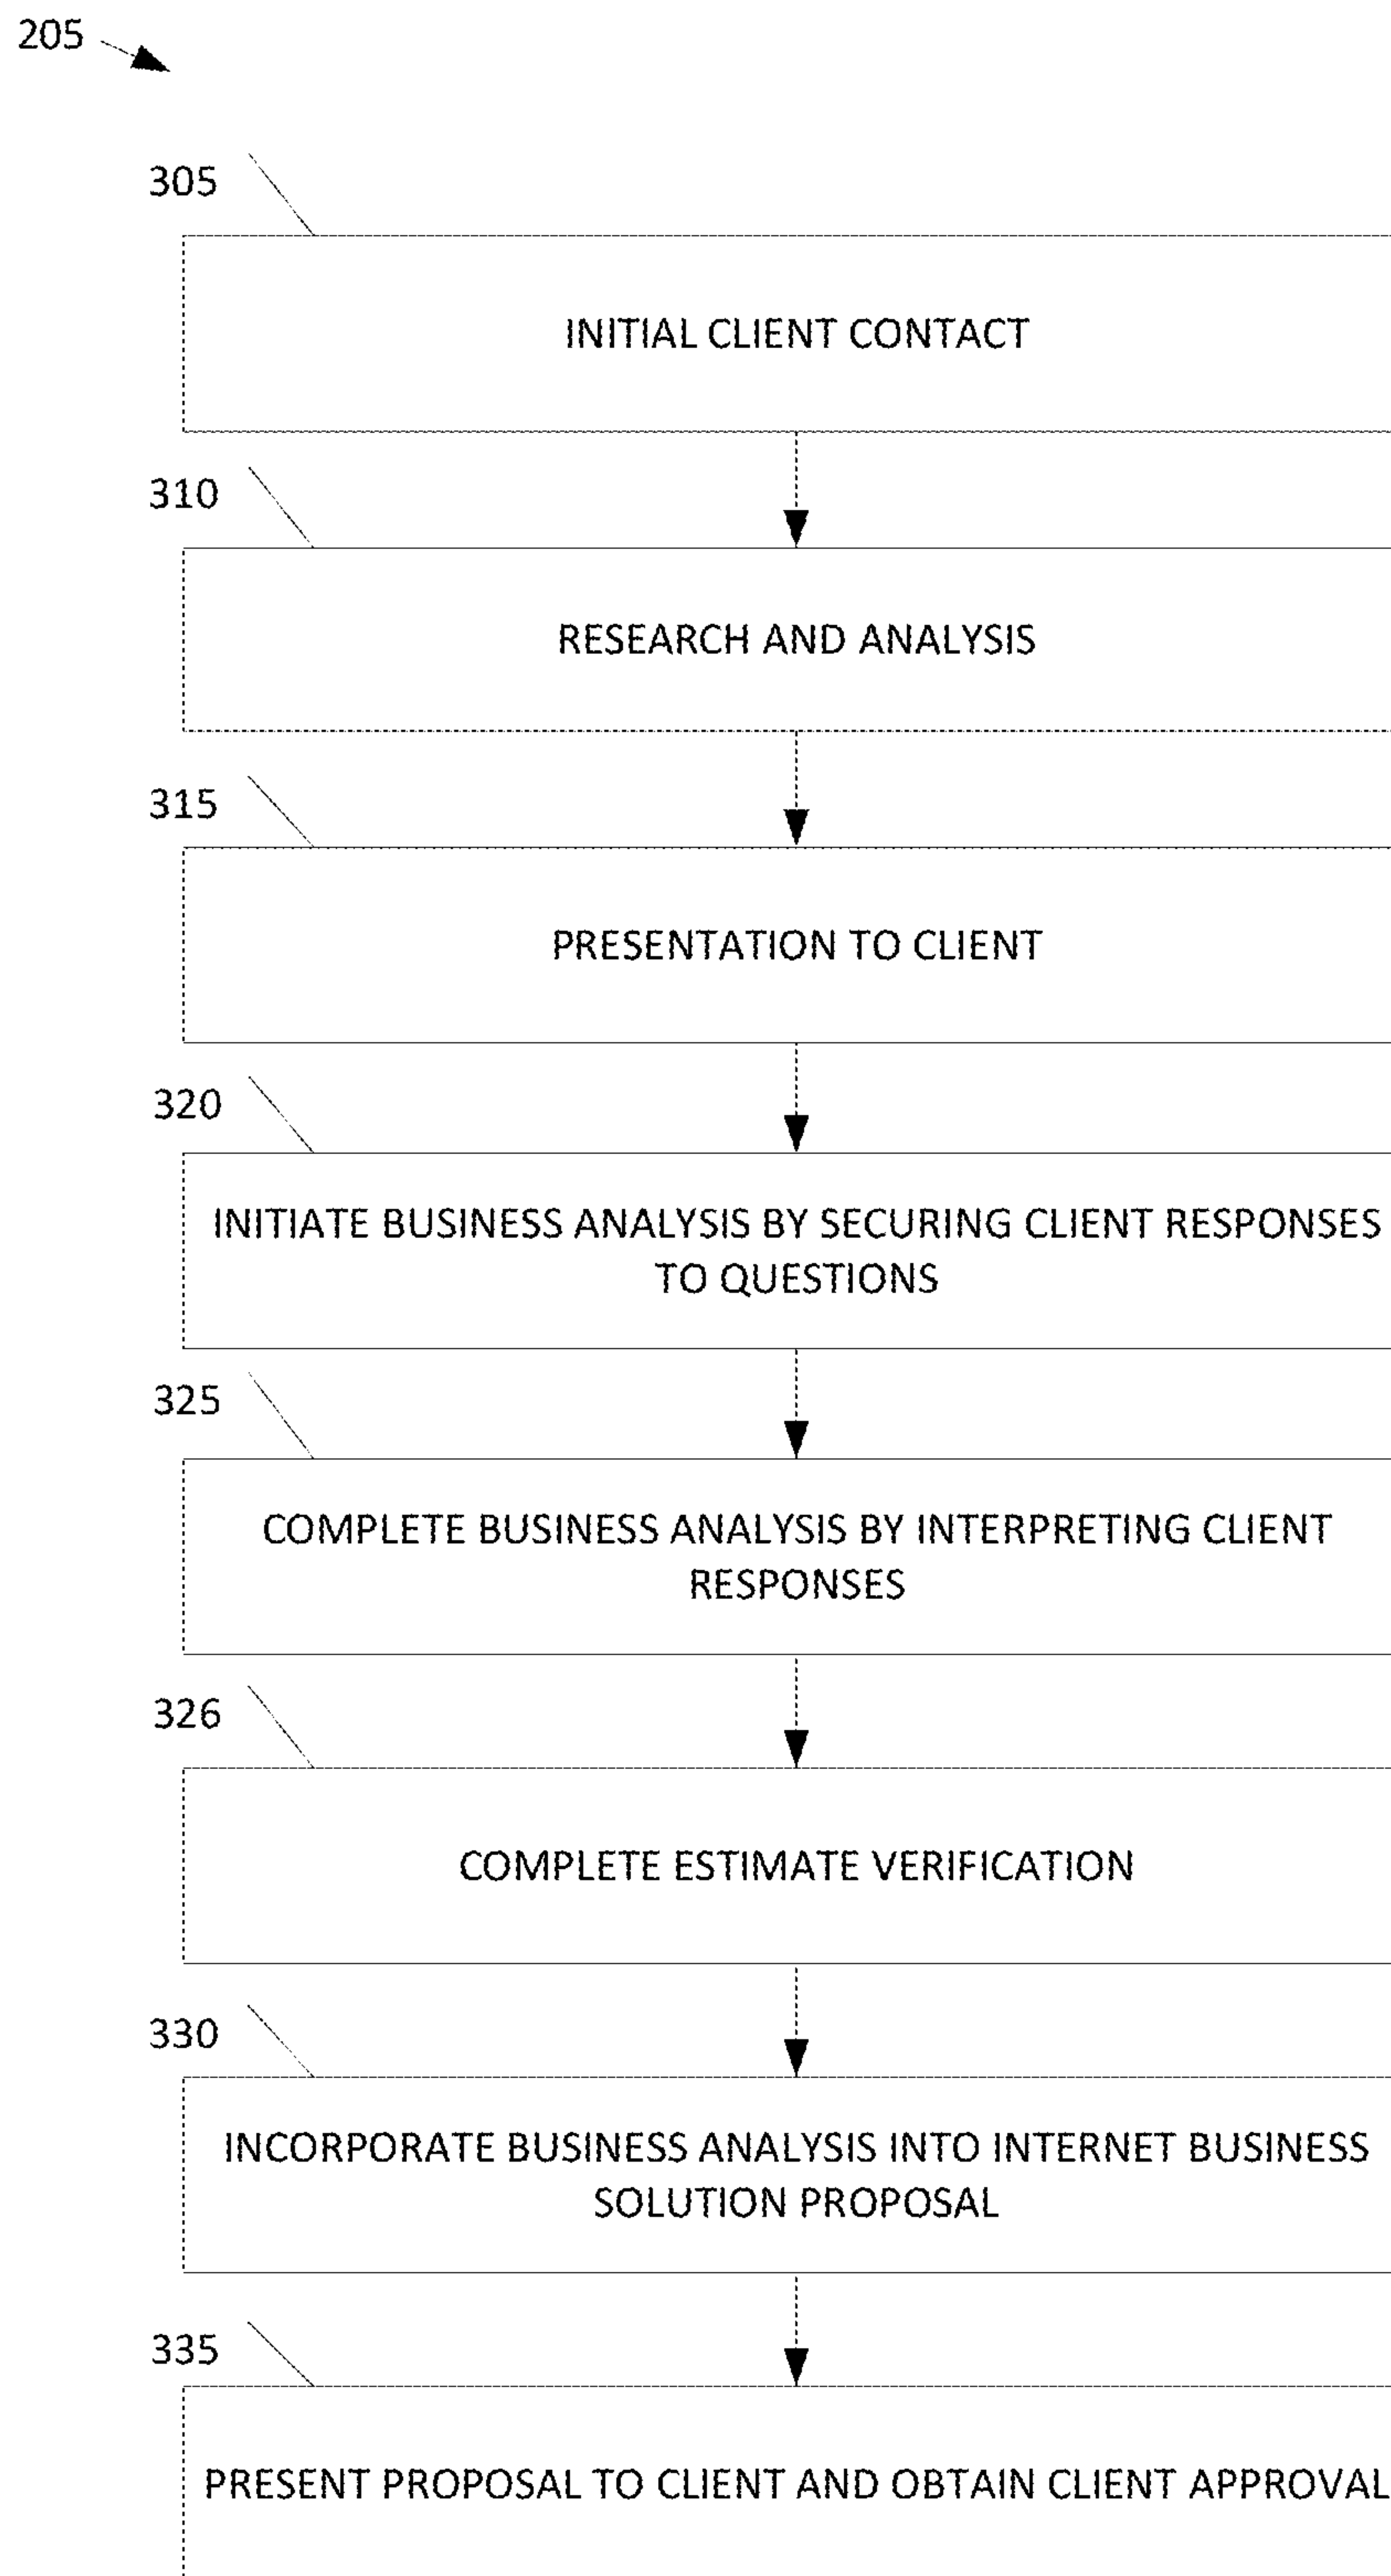 205
305
INITIAL CLIENT CONTACT
310
RESEARCH AND ANALYSIS
315
PRESENTATION TO CLIENT
320
INITIATE BUSINESS ANALYSIS BY SECURING CLIENT RESPONSES
TO QUESTIONS
325
COMPLETE BUSINESS ANALYSIS BY INTERPRETING CLIENT
RESPONSES
326
COMPLETE ESTIMATE VERIFICATION
330
INCORPORATE BUSINESS ANALYSIS INTO INTERNET BUSINESS
SOLUTION PROPOSAL
335
PRESENT PROPOSAL TO CLIENT AND OBTAIN CLIENT APPROVAL